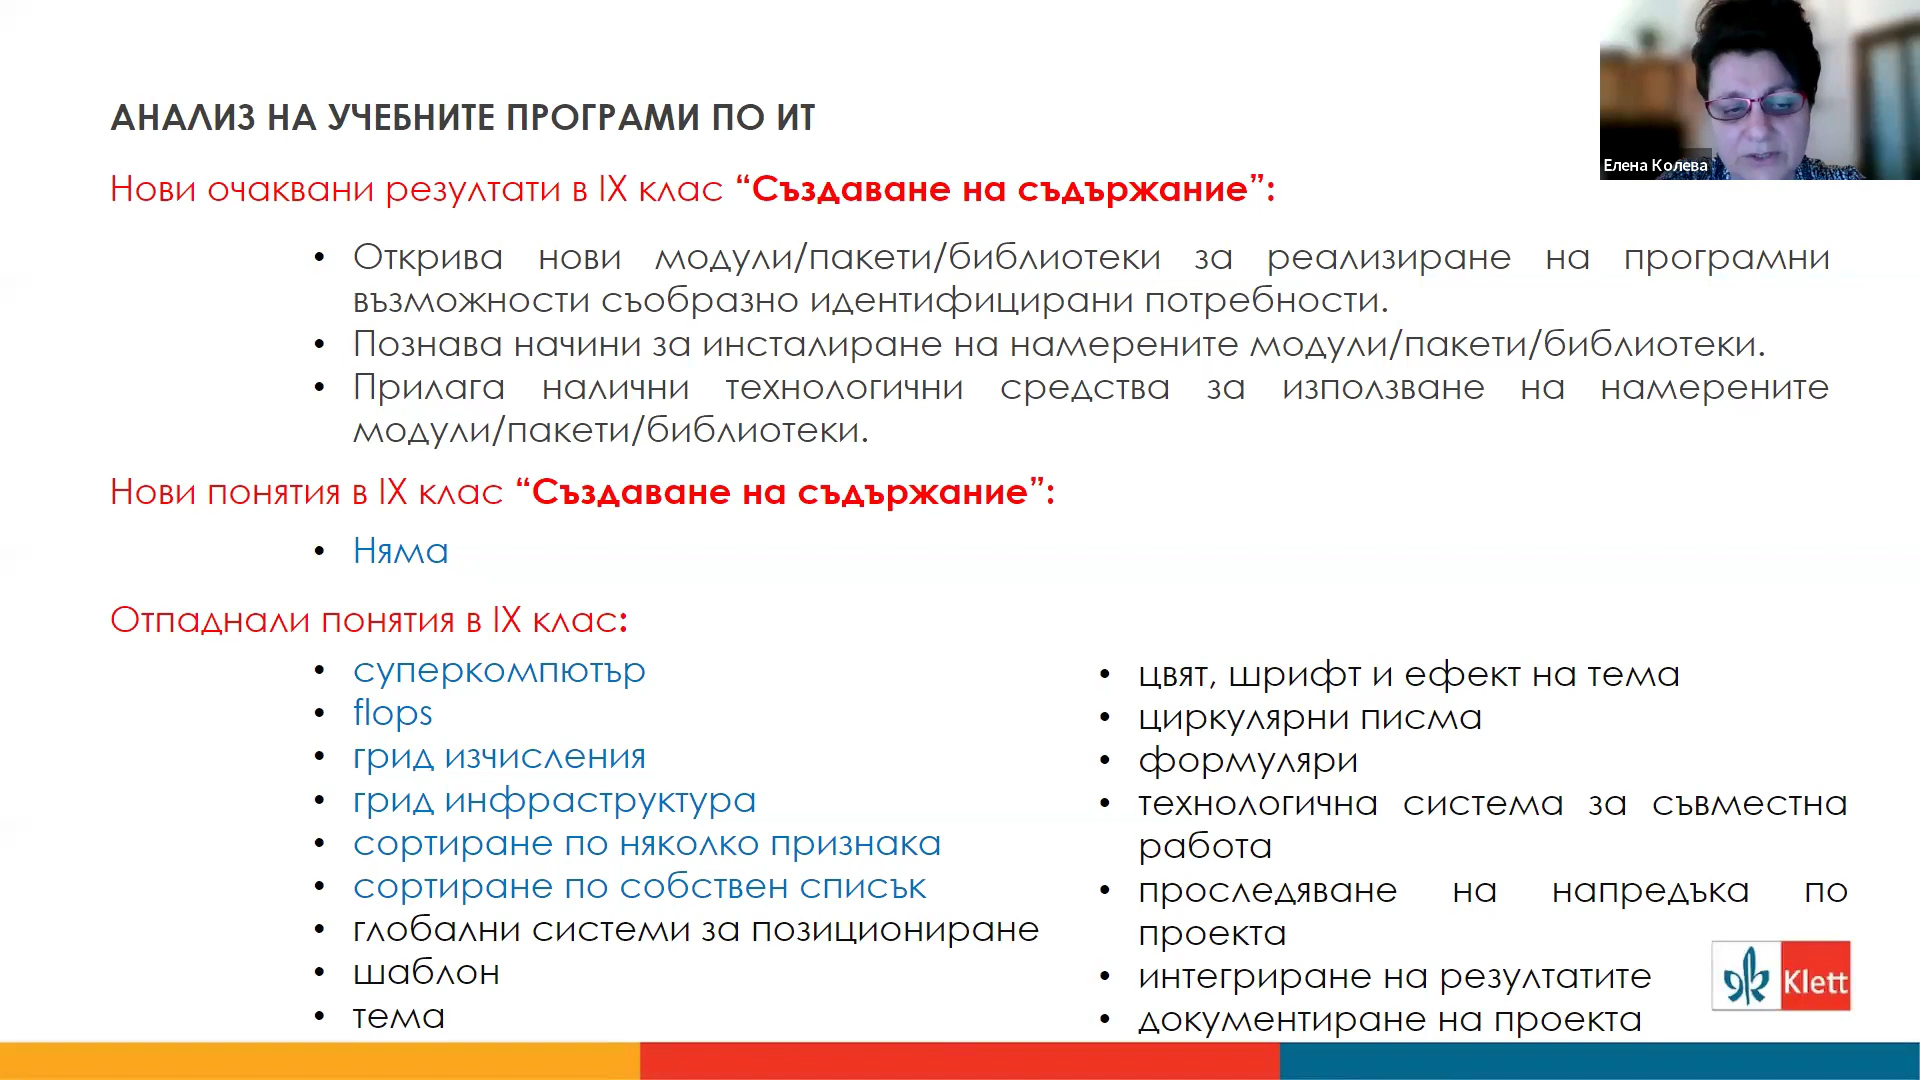 АНАЛИЗ НА УЧЕБНИТЕ ПРОГРАМИ ПО ИТ
Елена Колева
Нови очаквани резултати в IX клас “Създаване на съдържание”:
• Открива нови модули/пакети/библиотеки за реализиране на програмни
възможности съобразно идентифицирани потребности.
• Познава начини за инсталиране на намерените модули/пакети/библиотеки.
• Прилага налични технологични средства за използване на намерените
модули/пакети/библиотеки.
Нови понятия в IX клас “Създаване на съдържание”:
• Няма
Отпаднали понятия в IX клас:
• суперкомпютър
• flops
• грид изчисления
• грид инфраструктура
• сортиране по няколко признака
• сортиране по собствен списък
• глобални системи за позициониране
• шаблон
• тема
• цвят, шрифт и ефект на тема
• циркулярни писма
• формуляри
• технологична система за съвместна
работа
• проследяване на напредъка по
проекта
• интегриране на резултатите
• документиране на проекта
Klett